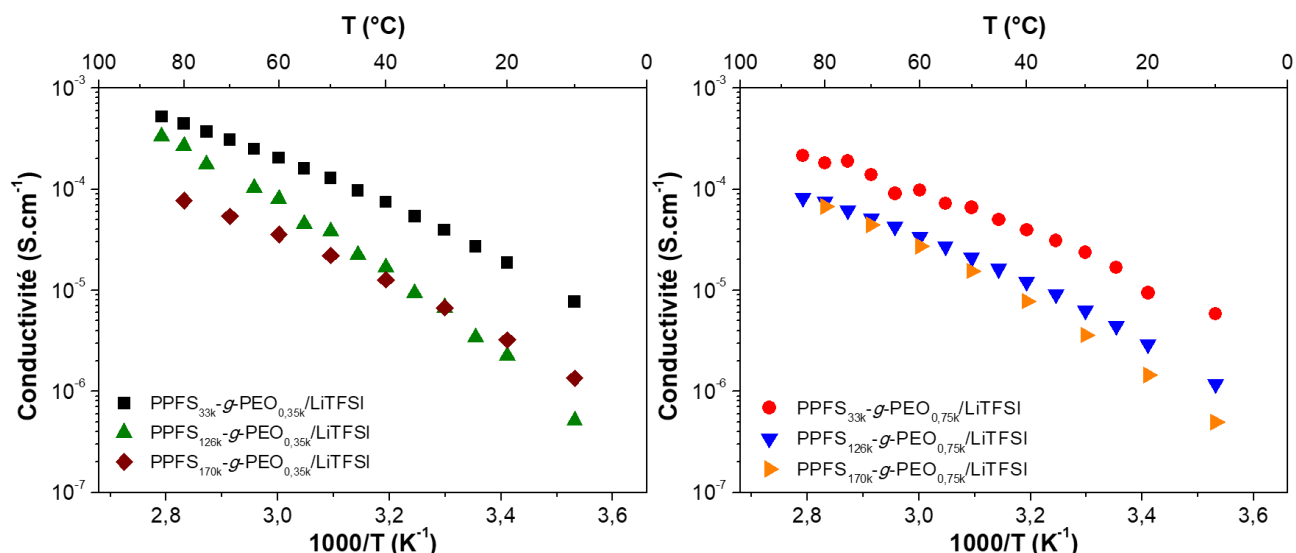 T (°C)
100 80 60 40 20 0
10⁻³
10⁻⁴
10⁻⁵
10⁻⁶
10⁻⁷
Conductivité (S.cm⁻¹)
PPFS₃₃ₖ-g-PEO₀,₃₅ₖ/LiTFSI
PPFS₁₂₆ₖ-g-PEO₀,₃₅ₖ/LiTFSI
PPFS₁₇₀ₖ-g-PEO₀,₃₅ₖ/LiTFSI
2,8 3,0 3,2 3,4 3,6
1000/T (K⁻¹)
T (°C)
100 80 60 40 20 0
10⁻³
10⁻⁴
10⁻⁵
10⁻⁶
10⁻⁷
Conductivité (S.cm⁻¹)
PPFS₃₃ₖ-g-PEO₀,₇₅ₖ/LiTFSI
PPFS₁₂₆ₖ-g-PEO₀,₇₅ₖ/LiTFSI
PPFS₁₇₀ₖ-g-PEO₀,₇₅ₖ/LiTFSI
2,8 3,0 3,2 3,4 3,6
1000/T (K⁻¹)